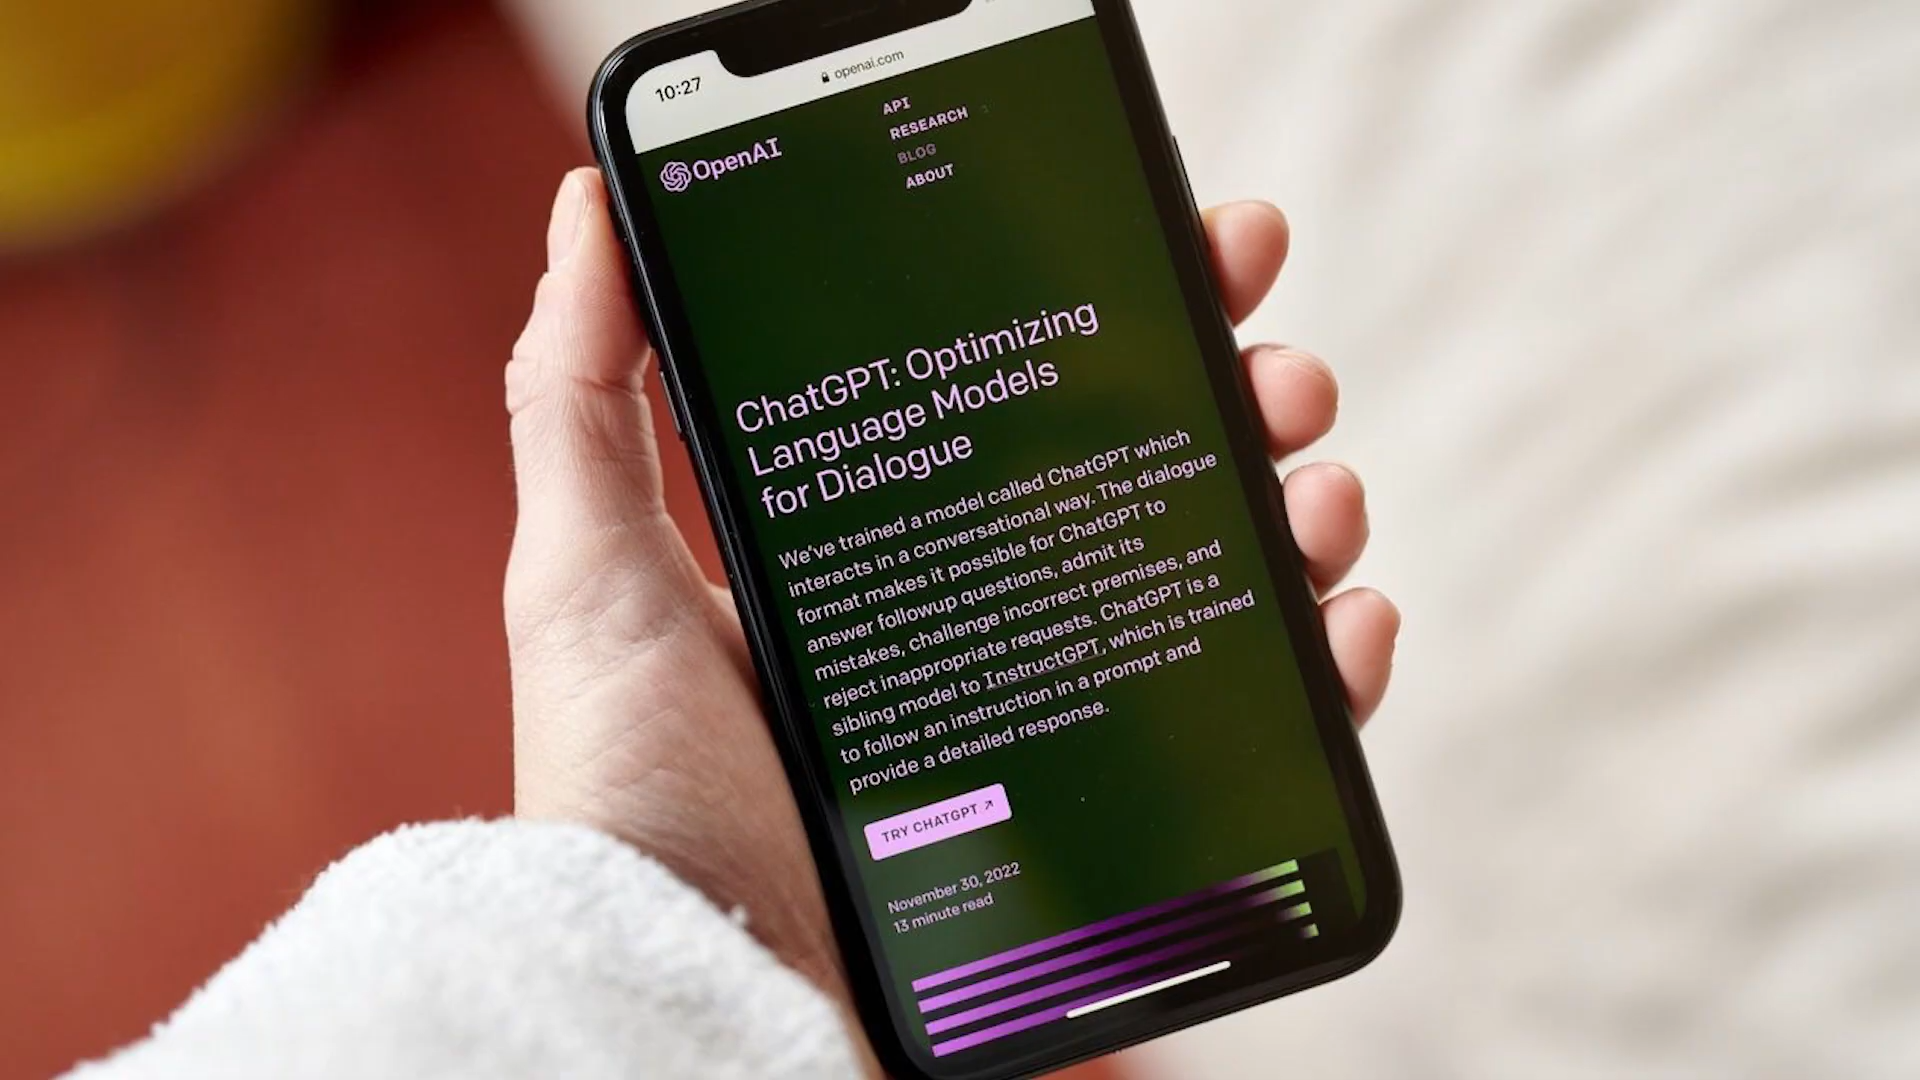 10:27
openai.com
OpenAI
API
RESEARCH
BLOG
ABOUT
ChatGPT: Optimizing
Language Models
for Dialogue
We've trained a model called ChatGPT which
interacts in a conversational way. The dialogue
format makes it possible for ChatGPT to
answer followup questions, admit its
mistakes, challenge incorrect premises, and
reject inappropriate requests. ChatGPT is a
sibling model to InstructGPT, which is trained
to follow an instruction in a prompt and
provide a detailed response.
TRY CHATGPT ↗
November 30, 2022
13 minute read